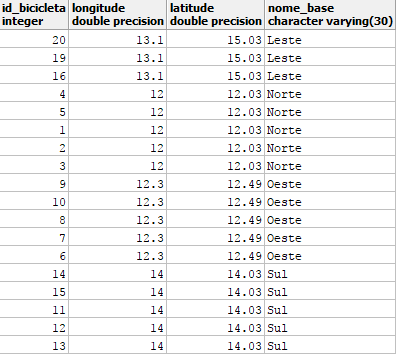 id_bicicleta longitude latitude nome_base
integer double precision double precision character varying(30)
20 13.1 15.03 Leste
19 13.1 15.03 Leste
16 13.1 15.03 Leste
4 12 12.03 Norte
5 12 12.03 Norte
1 12 12.03 Norte
2 12 12.03 Norte
3 12 12.03 Norte
9 12.3 12.49 Oeste
10 12.3 12.49 Oeste
8 12.3 12.49 Oeste
7 12.3 12.49 Oeste
6 12.3 12.49 Oeste
14 14 14.03 Sul
15 14 14.03 Sul
11 14 14.03 Sul
12 14 14.03 Sul
13 14 14.03 Sul